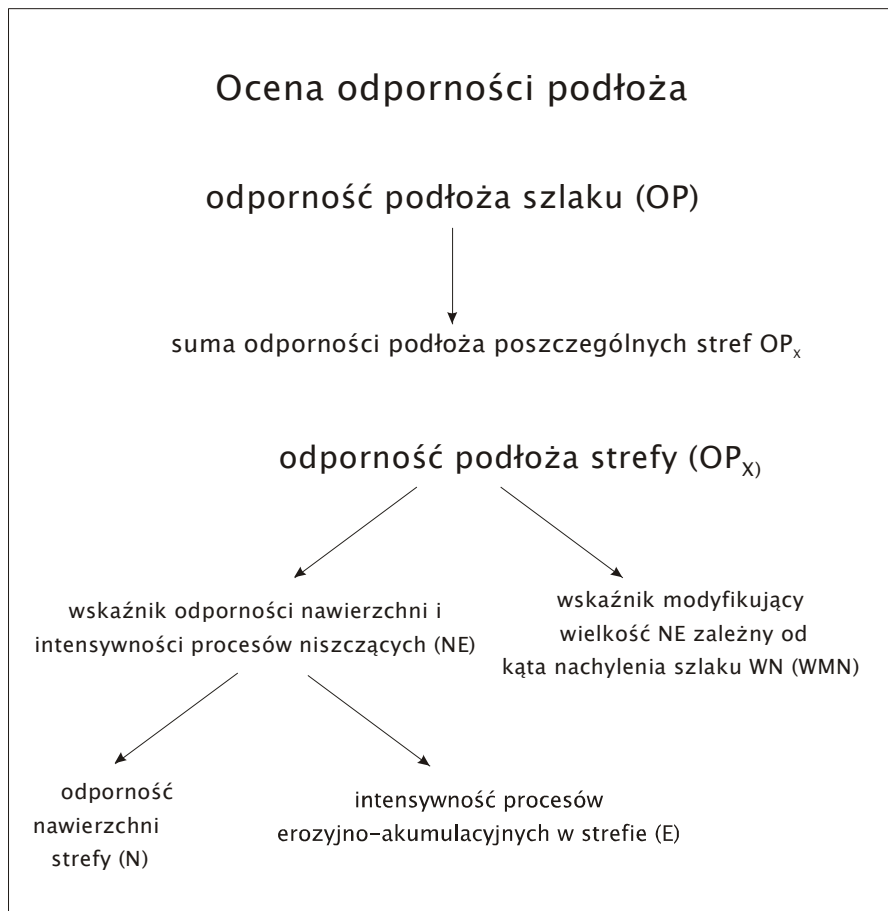 Ocena odporności podłoża
odporność podłoża szlaku (OP)
suma odporności podłoża poszczególnych stref OPₓ
odporność podłoża strefy (OPₓ)
wskaźnik odporności nawierzchni i
intensywności procesów niszczących (NE)
wskaźnik modyfikujący
wielkość NE zależny od
kąta nachylenia szlaku WN (WMN)
odporność
nawierzchni
strefy (N)
intensywność procesów
erozyjno-akumulacyjnych w strefie (E)